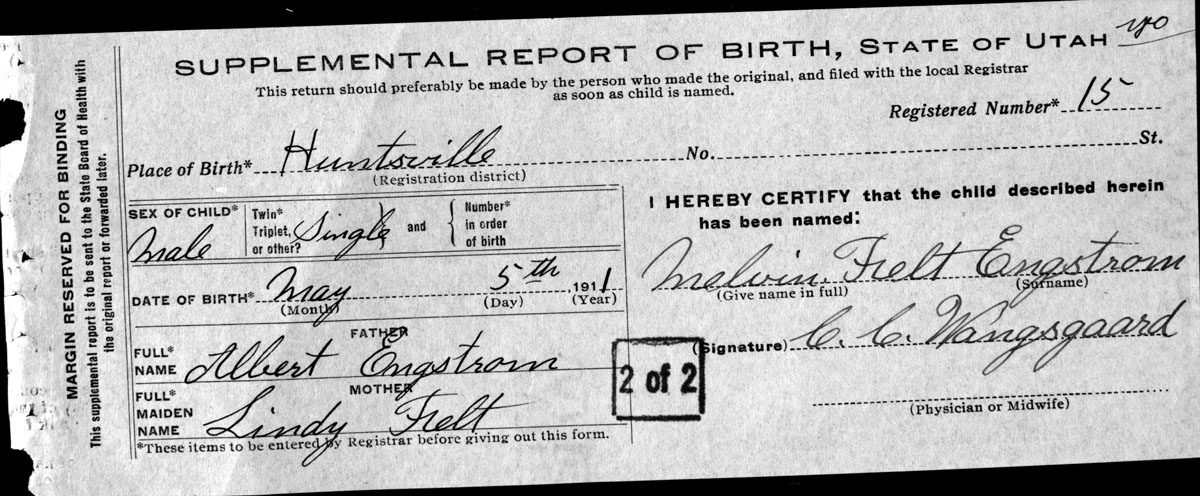 yo
SUPPLEMENTAL REPORT OF BIRTH, STATE OF UTAH
This return should preferably be made by the person who made the original, and filed with the local Registrar
as soon as child is named.
Registered Number* 15
Place of Birth* Huntsville No. St.
(Registration district)
MARGIN RESERVED FOR BINDING
This supplemental report is to be sent to the State Board of Health with
the original report or forwarded later.
SEX OF CHILD*
Male
Twin*
Triplet, Single and
or other?
Number*
in order
of birth
DATE OF BIRTH* May 5th, 1911
(Month) (Day) (Year)
FATHER
FULL*
NAME Albert Engstrom
MOTHER
FULL*
MAIDEN
NAME Lindy Felt
*These items to be entered by Registrar before giving out this form.
I HEREBY CERTIFY that the child described herein
has been named:
Melvin Felt Engstrom
(Give name in full) (Surname)
(Signature) C. C. Wangsgaard
(Physician or Midwife)
2 of 2